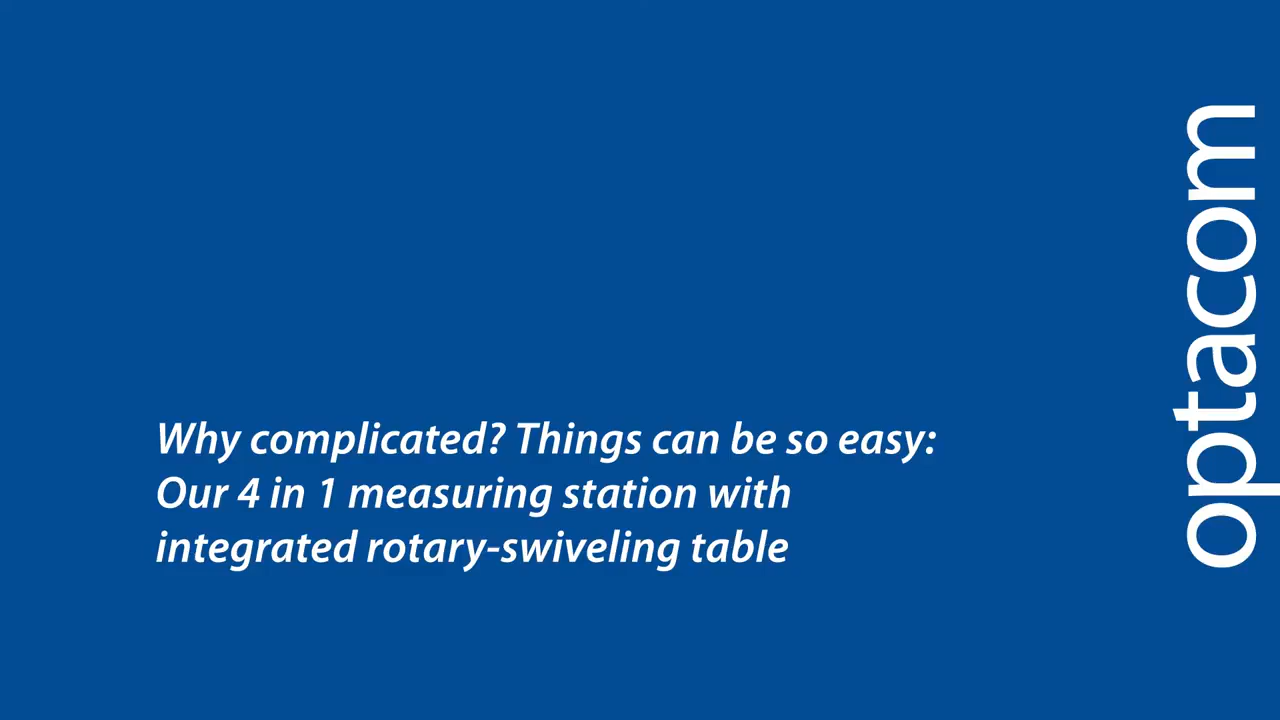 Why complicated? Things can be so easy:
Our 4 in 1 measuring station with
integrated rotary-swiveling table
optacom